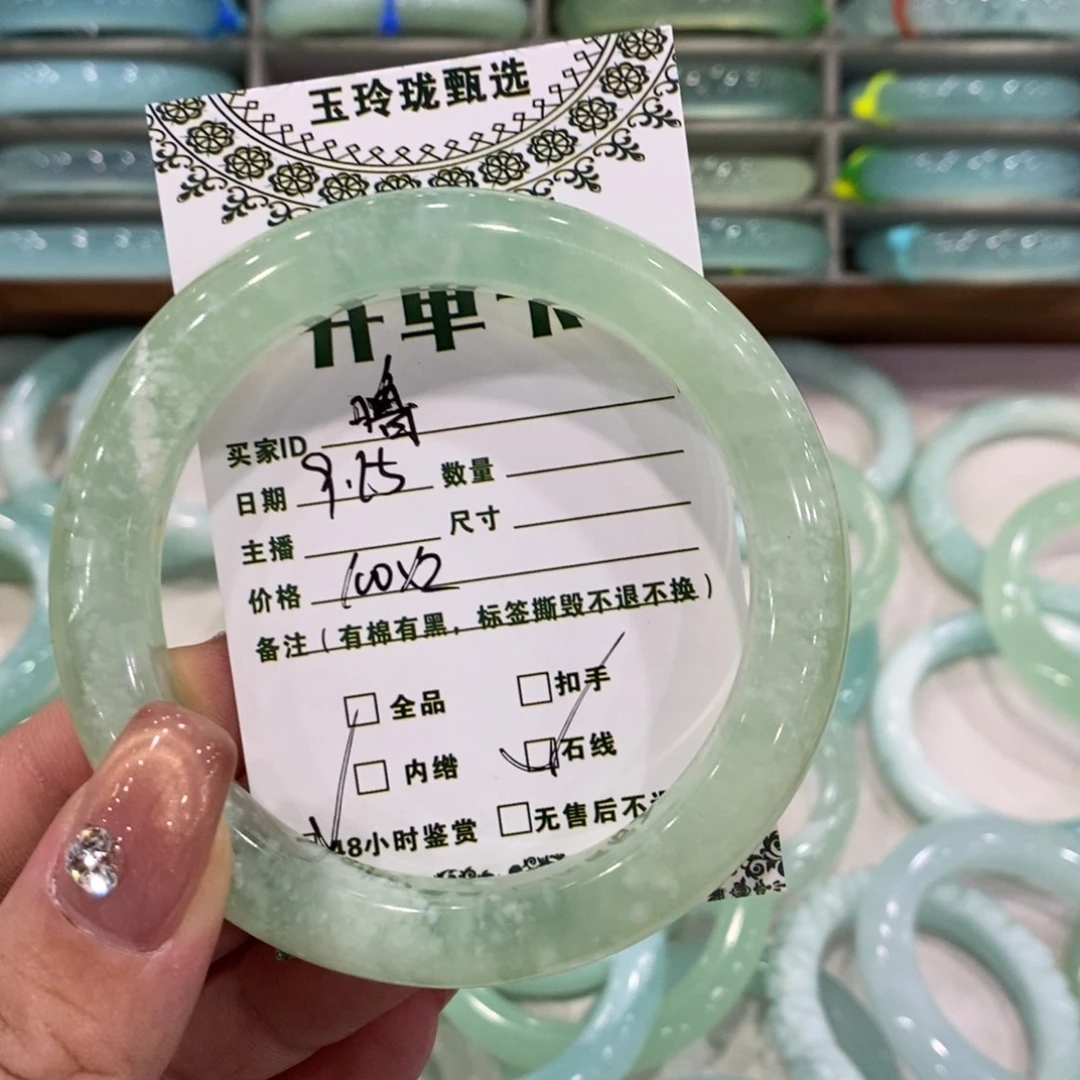 玉玲珑甄选
开单卡
买家ID
日期 9.25 数量
主播 尺寸
价格 100x2
备注（有棉有黑，标签撕毁不退不换）
全品 扣手
内绺 石线
48小时鉴赏 无售后不退